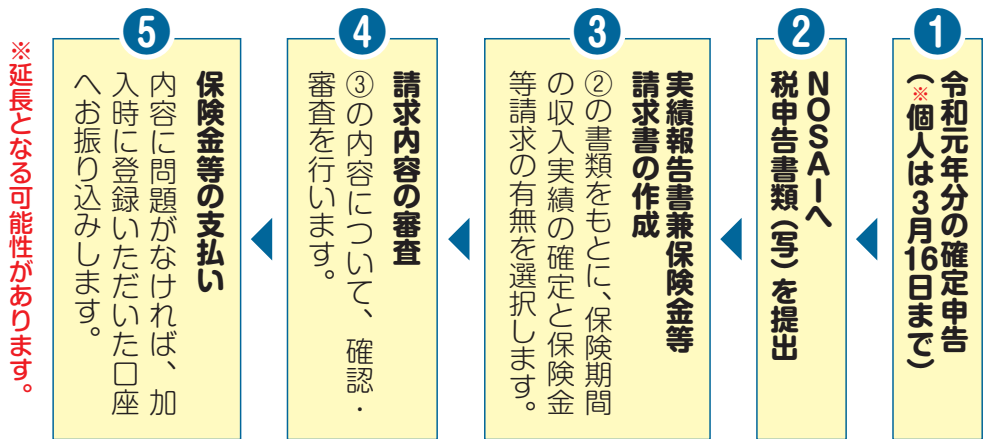 1
令和元年分の確定申告
(※個人は3月16日まで)
2
NOSAIへ
税申告書類(写)を提出
3
実績報告書兼保険金等
請求書の作成
②の書類をもとに、保険期間
の収入実績の確定と保険金
等請求の有無を選択します。
4
請求内容の審査
③の内容について、確認・
審査を行います。
5
保険金等の支払い
内容に問題がなければ、加
入時に登録いただいた口座
へお振り込みします。
※延長となる可能性があります。